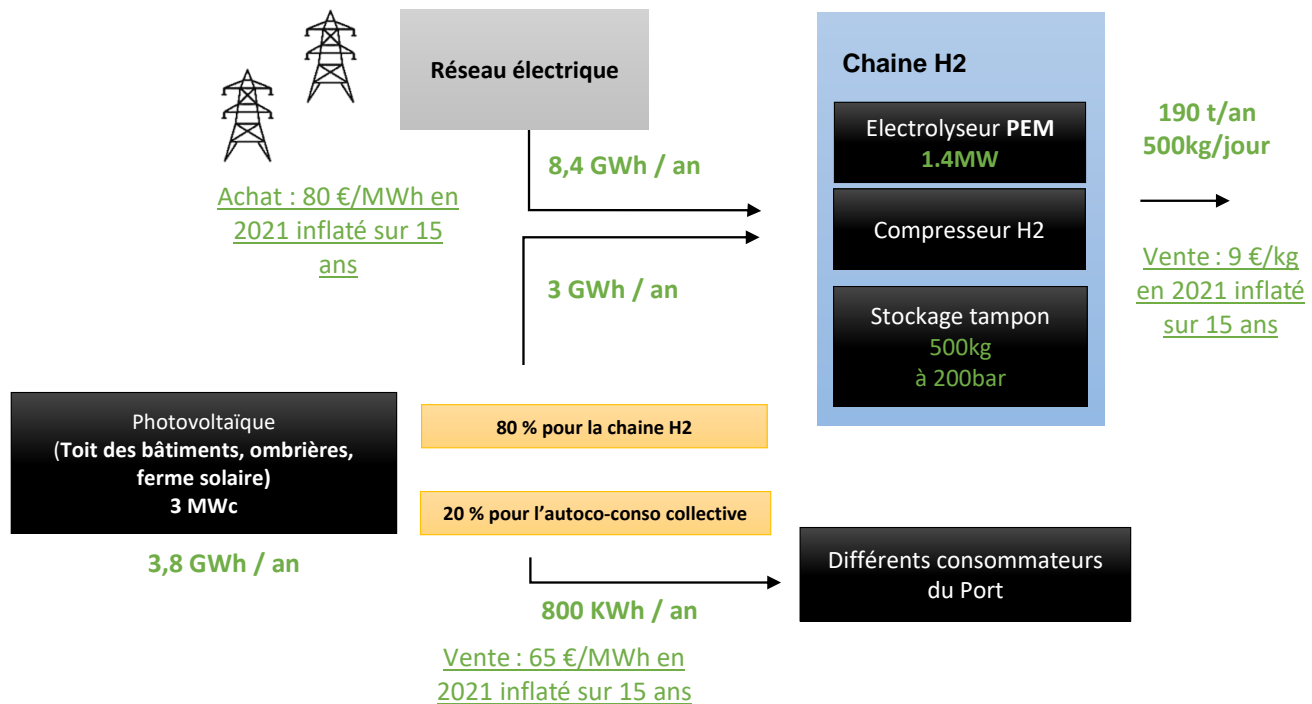 Réseau électrique
Chaine H2
Electrolyseur PEM
1.4MW
Compresseur H2
Stockage tampon
500kg
à 200bar
190 t/an
500kg/jour
Vente : 9 €/kg
en 2021 inflaté
sur 15 ans
8,4 GWh / an
Achat : 80 €/MWh en
2021 inflaté sur 15
ans
3 GWh / an
Photovoltaïque
(Toit des bâtiments, ombrières,
ferme solaire)
3 MWc
3,8 GWh / an
80 % pour la chaine H2
20 % pour l'autoco-conso collective
800 KWh / an
Vente : 65 €/MWh en
2021 inflaté sur 15 ans
Différents consommateurs
du Port